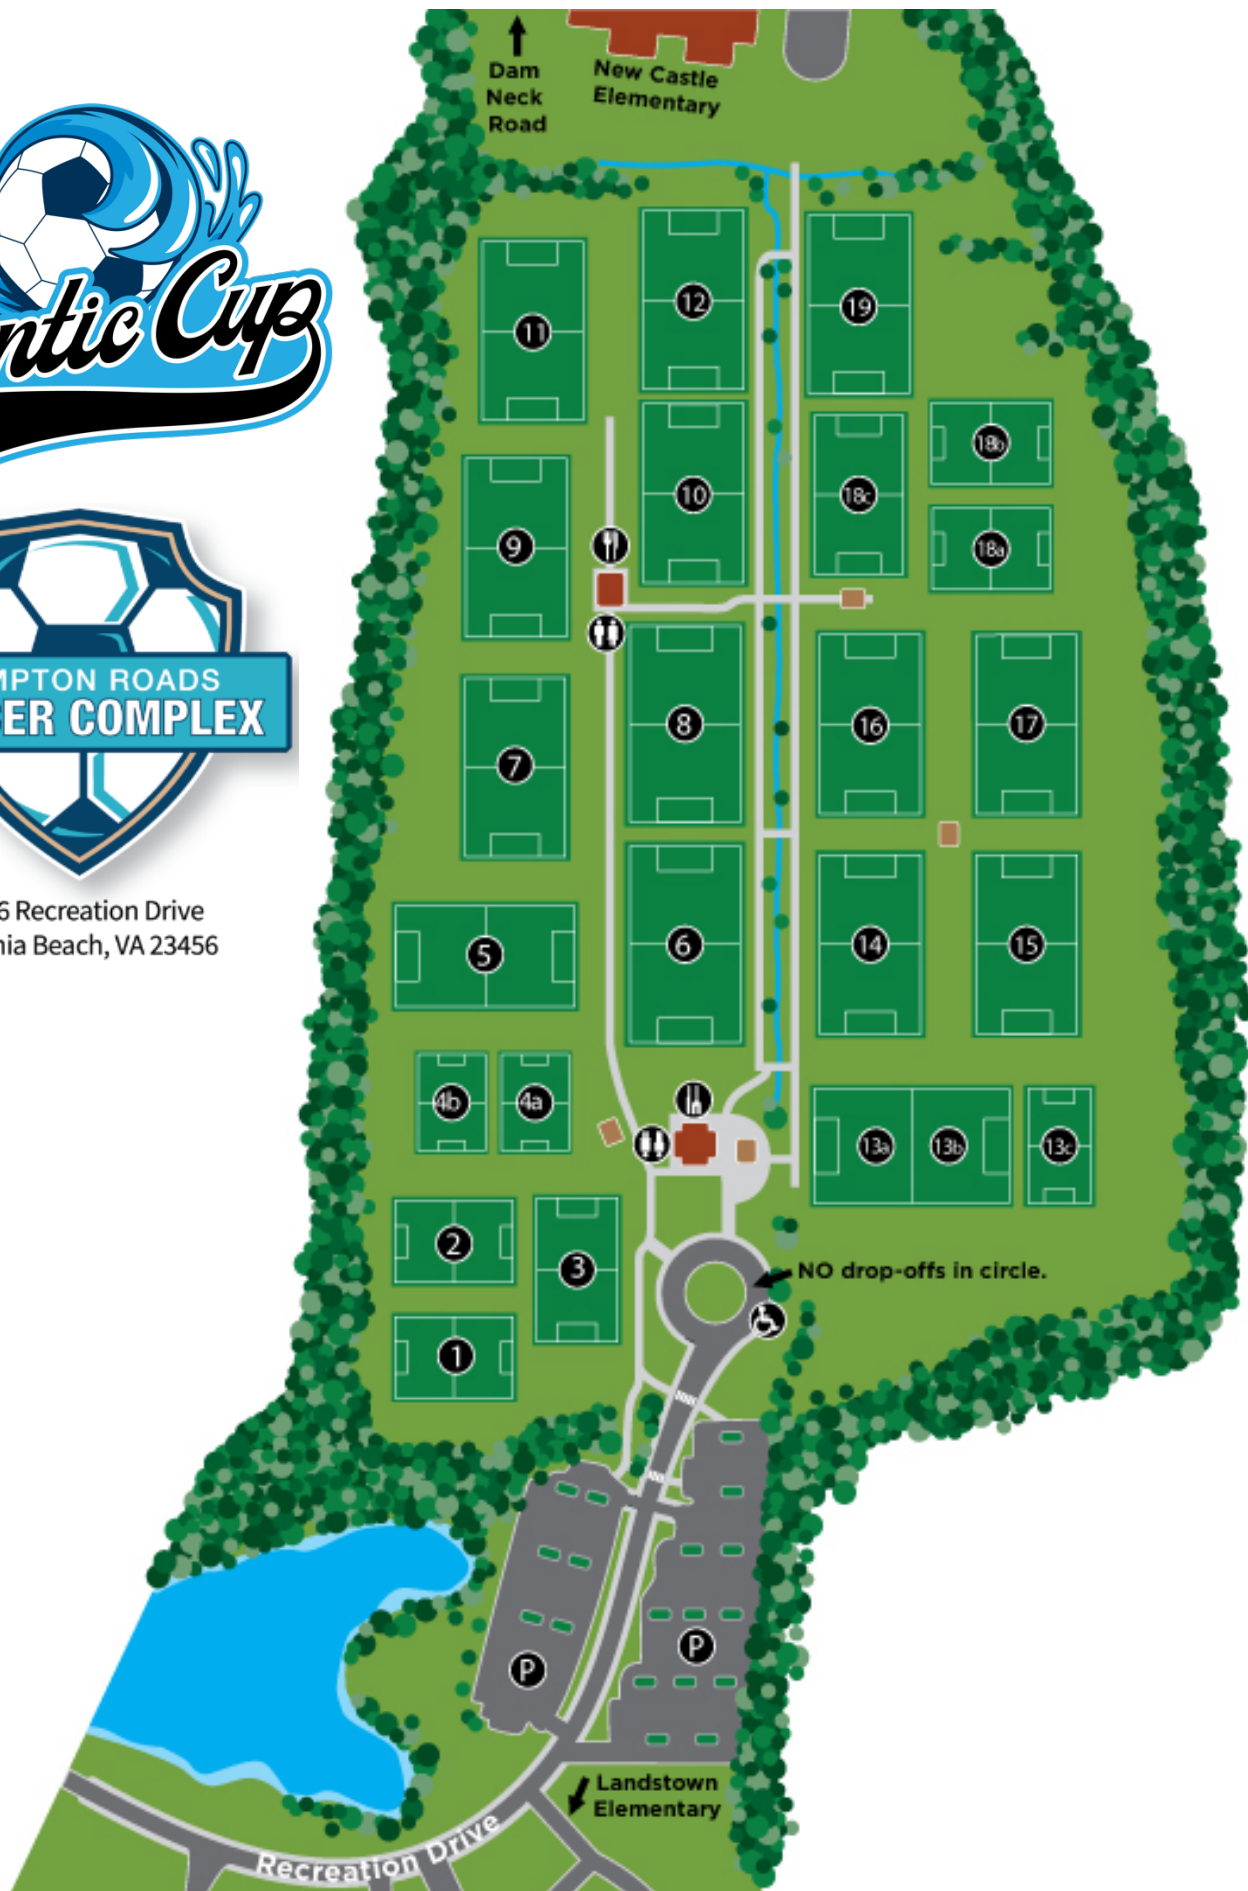 Dam
Neck
Road
New Castle
Elementary
ntic Cup
MPTON ROADS
CER COMPLEX
6 Recreation Drive
nia Beach, VA 23456
11
12
19
18b
10
18c
9
18a
8
16
17
7
5
6
14
15
4b
4a
13a
13b
13c
2
3
NO drop-offs in circle.
1
P
P
Landstown
Elementary
Recreation Drive